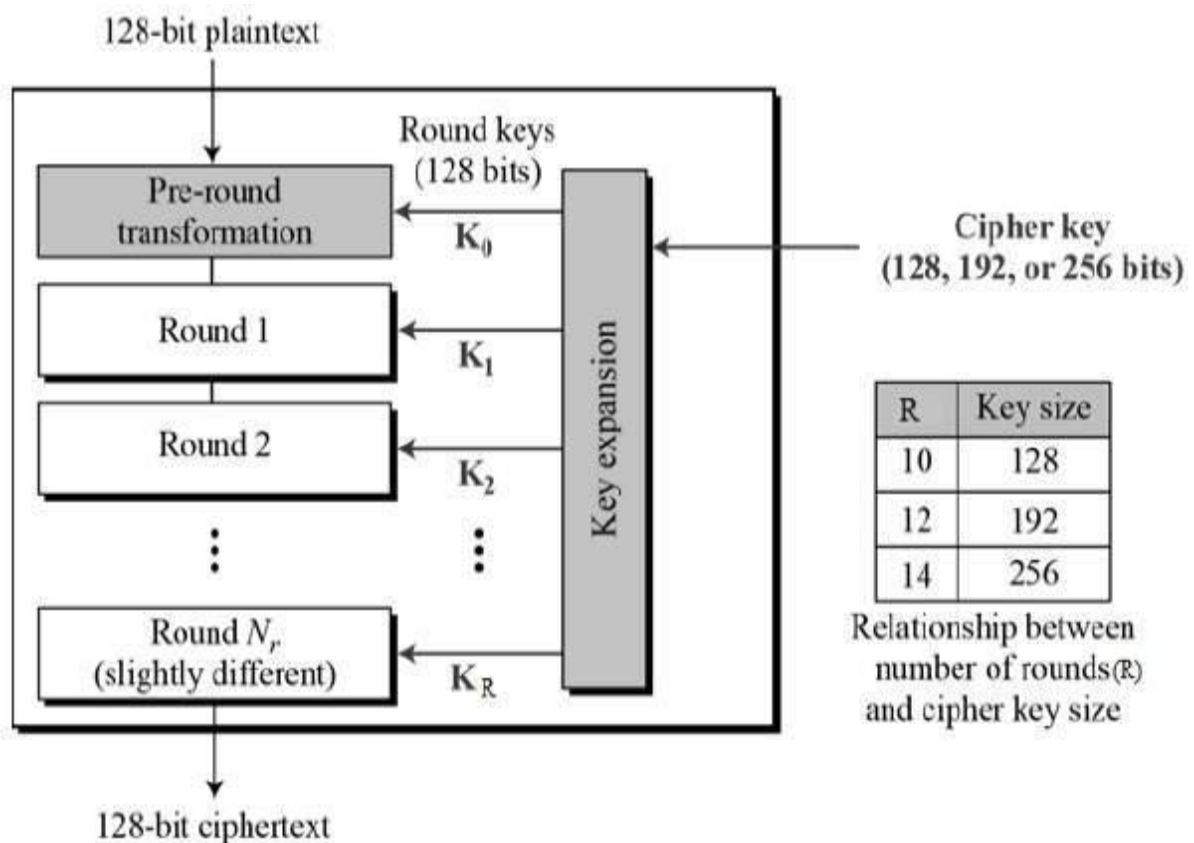 128-bit plaintext
Round keys
(128 bits)
Pre-round
transformation
K0
Cipher key
(128, 192, or 256 bits)
Round 1
K1
Key expansion
R Key size
10 128
12 192
14 256
Round 2
K2
Relationship between
number of rounds(R)
and cipher key size
Round Nr
(slightly different)
KR
128-bit ciphertext